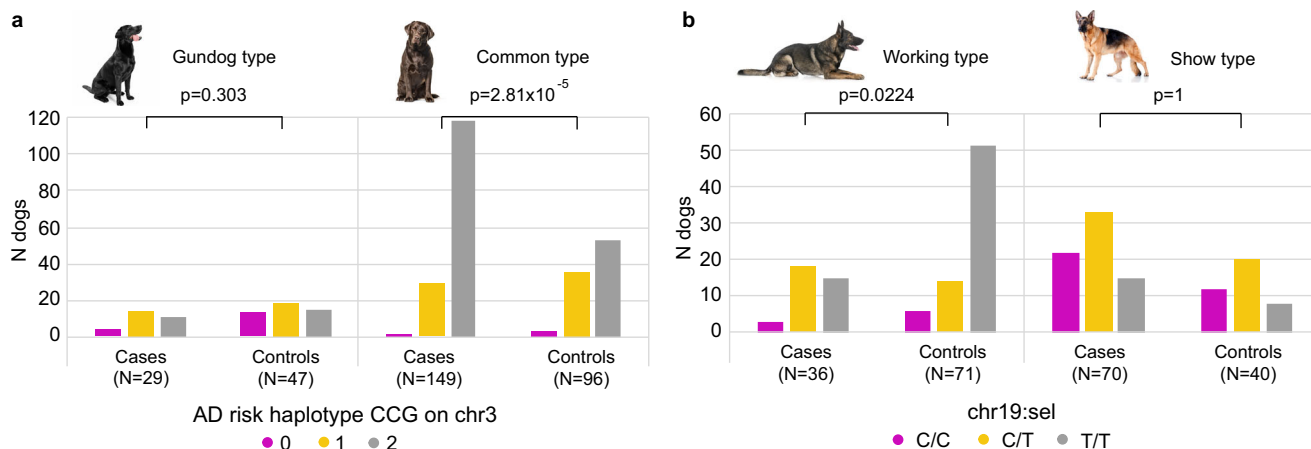 a
Gundog type
Common type
p=0.303
p=2.81x10⁻⁵
120
100
80
60
40
20
0
N dogs
Cases
(N=29)
Controls
(N=47)
Cases
(N=149)
Controls
(N=96)
AD risk haplotype CCG on chr3
0 1 2
b
Working type
Show type
p=0.0224
p=1
60
50
40
30
20
10
0
N dogs
Cases
(N=36)
Controls
(N=71)
Cases
(N=70)
Controls
(N=40)
chr19:sel
C/C C/T T/T